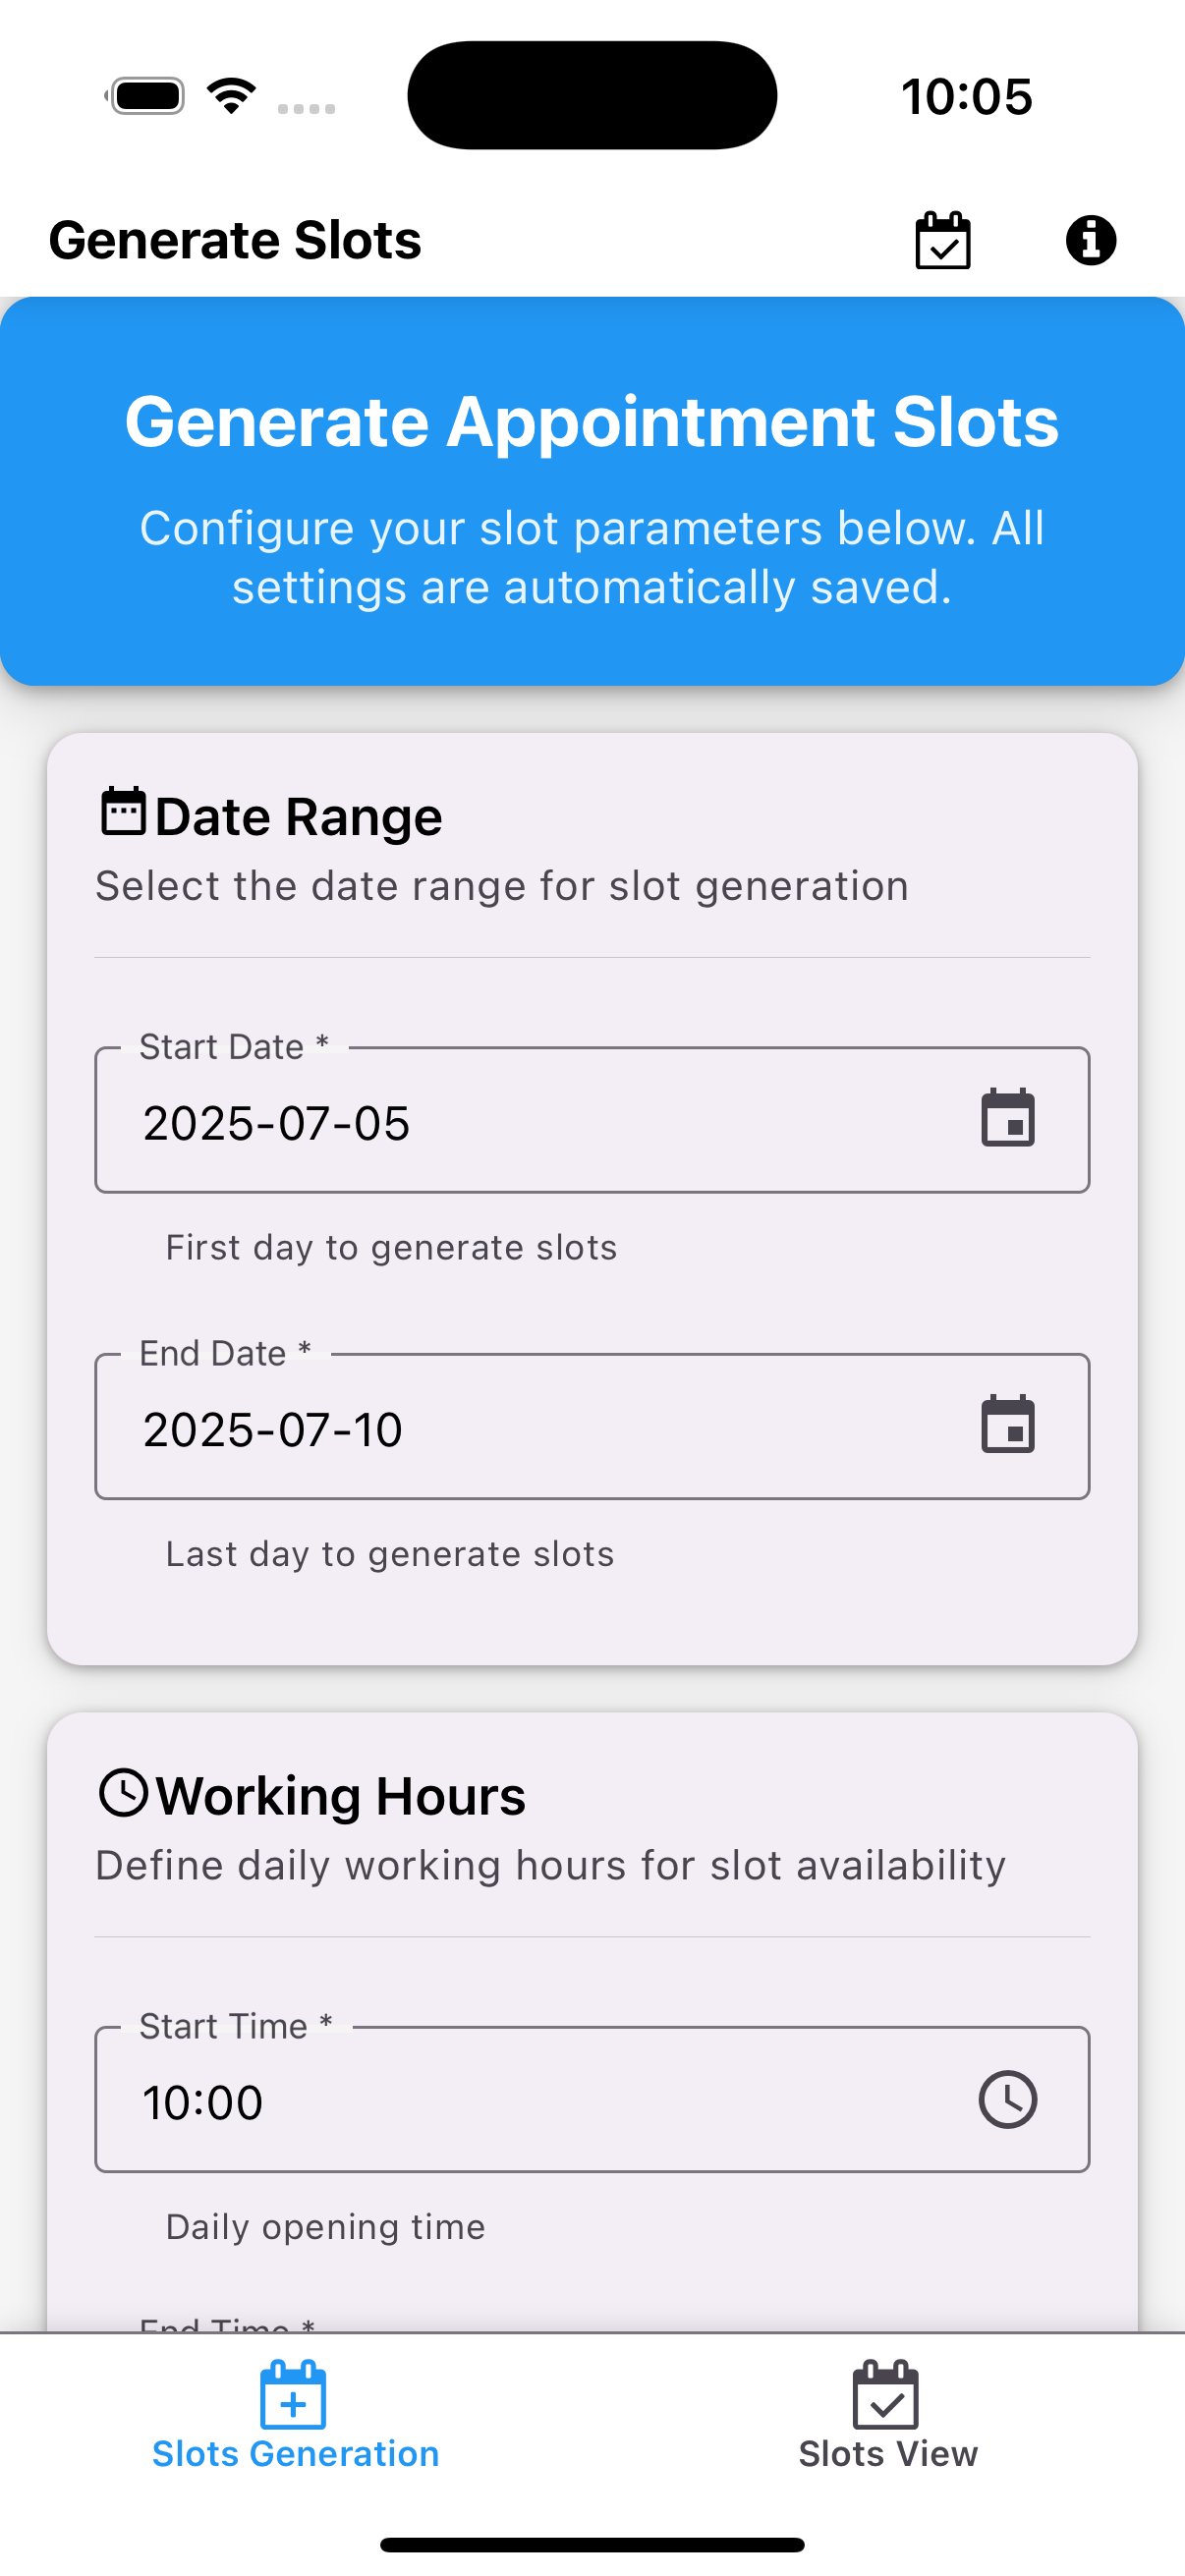 10:05
Generate Slots
Generate Appointment Slots
Configure your slot parameters below. All
settings are automatically saved.
Date Range
Select the date range for slot generation
Start Date *
2025-07-05
First day to generate slots
End Date *
2025-07-10
Last day to generate slots
Working Hours
Define daily working hours for slot availability
Start Time *
10:00
Daily opening time
End Time *
Slots Generation
Slots View